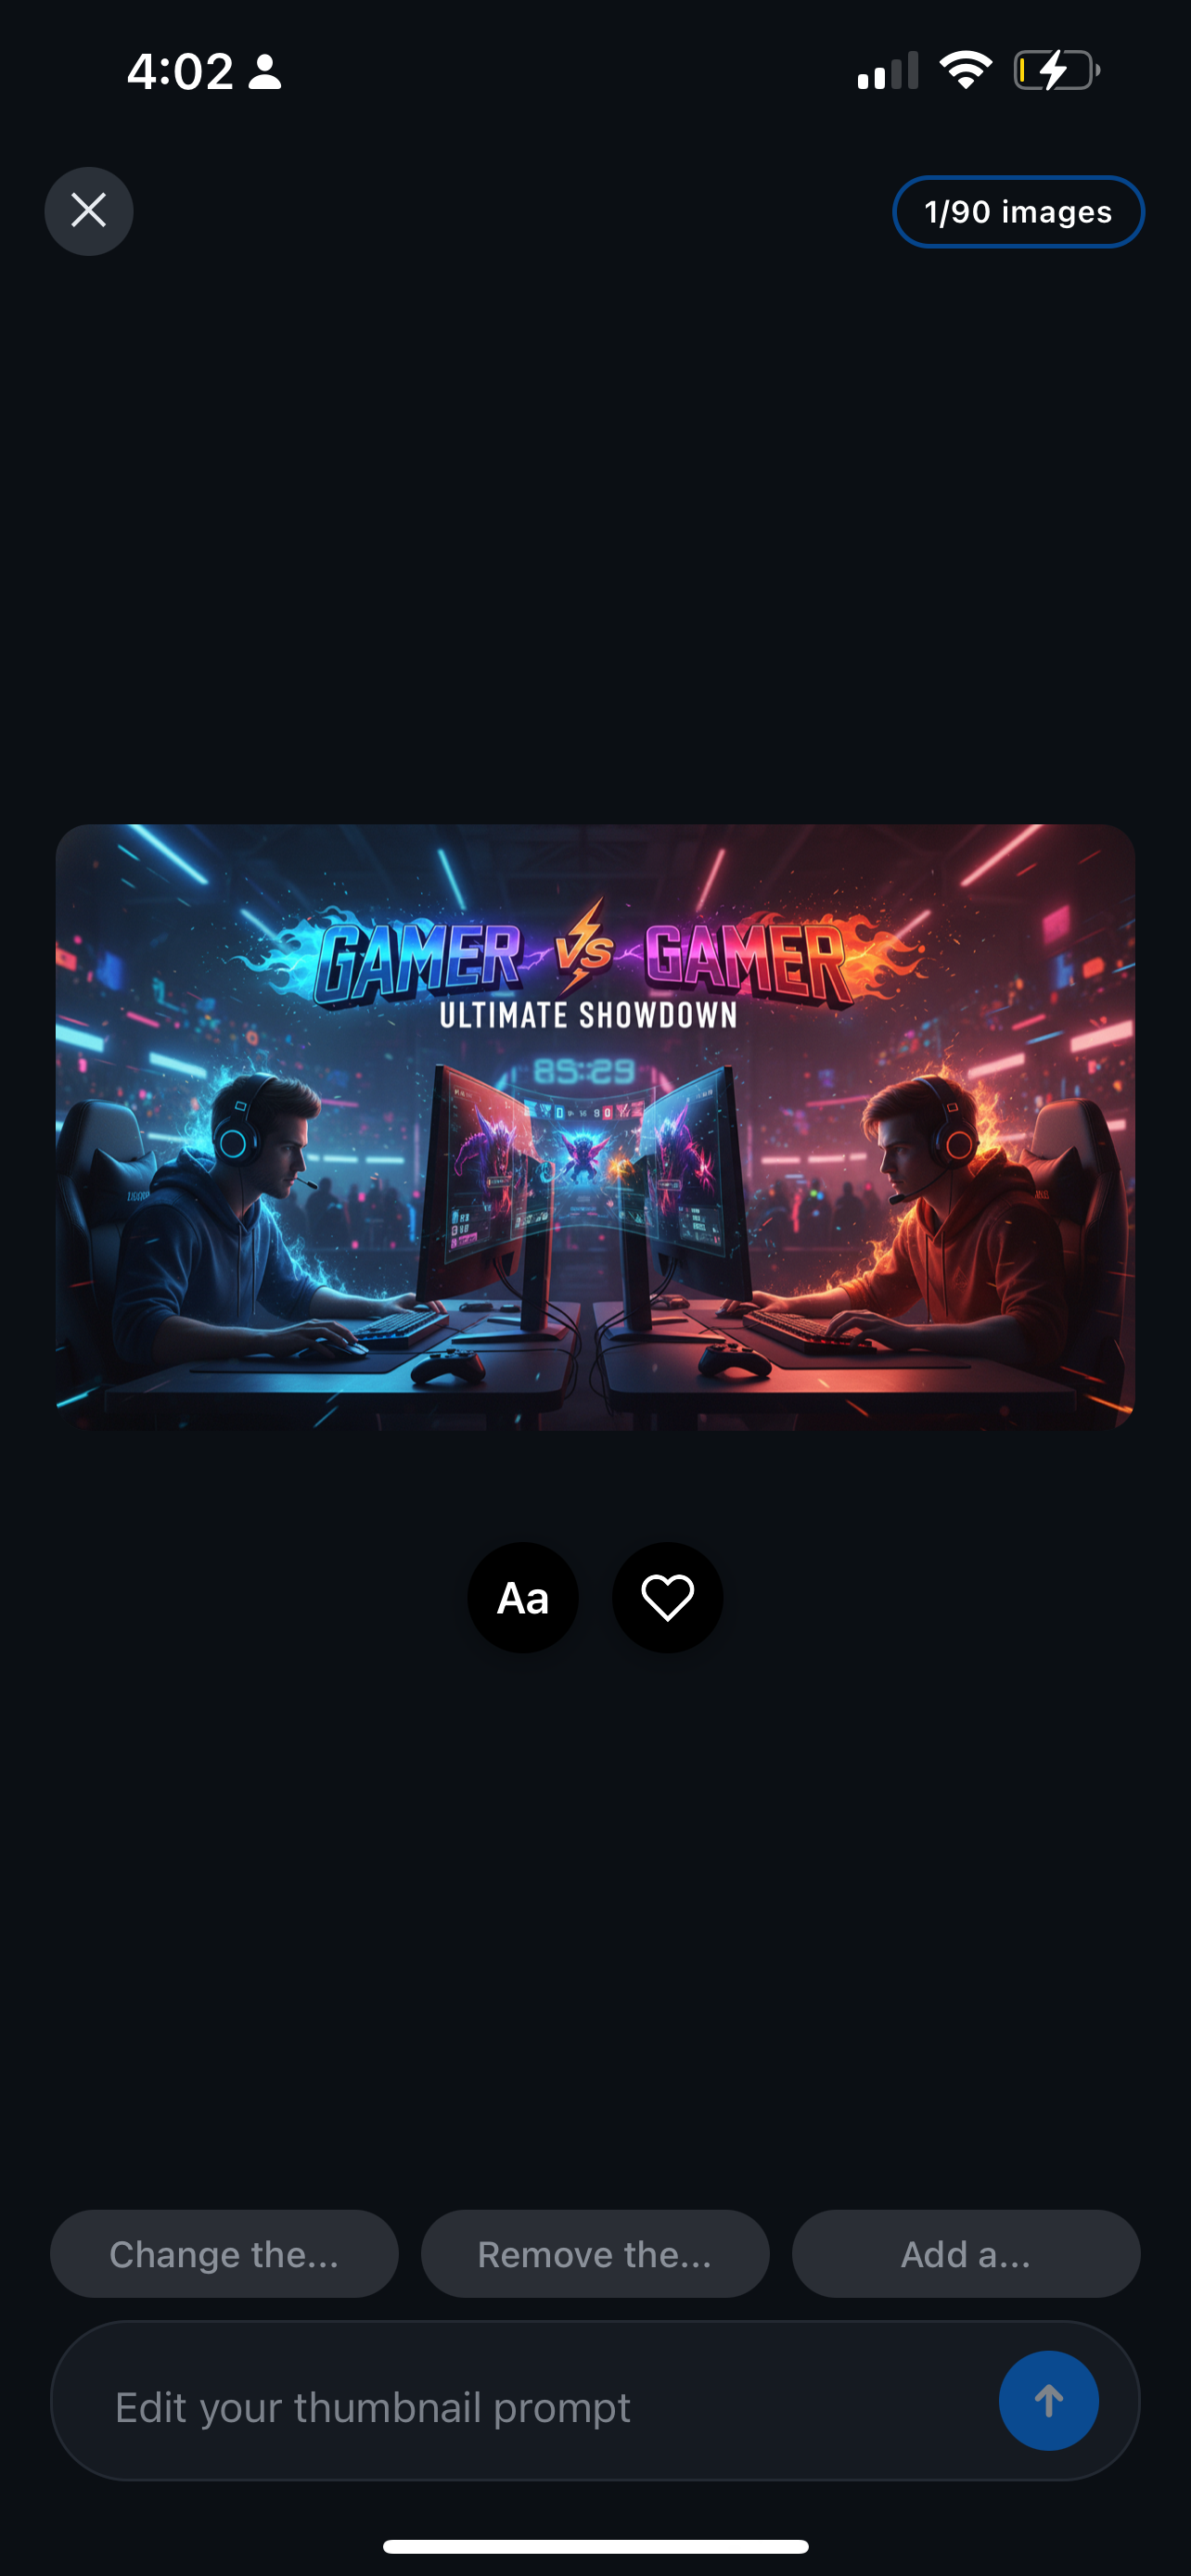 4:02
1/90 images
GAMER VS GAMER
ULTIMATE SHOWDOWN
85:29
Aa
Change the...
Remove the...
Add a...
Edit your thumbnail prompt